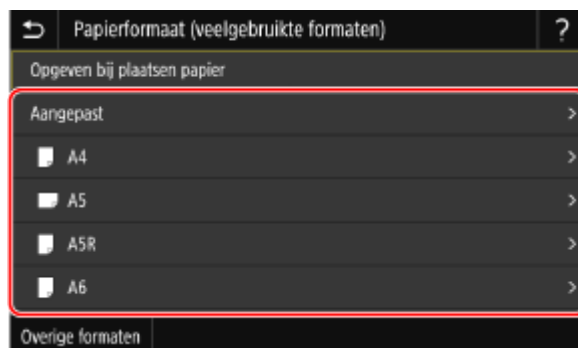 Papierformaat (veelgebruikte formaten) ?
Opgeven bij plaatsen papier
Aangepast
A4
A5
A5R
A6
Overige formaten